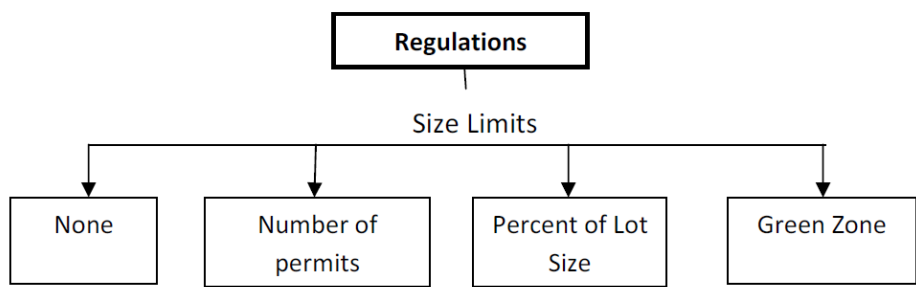 Regulations
Size Limits
None
Number of
permits
Percent of Lot
Size
Green Zone